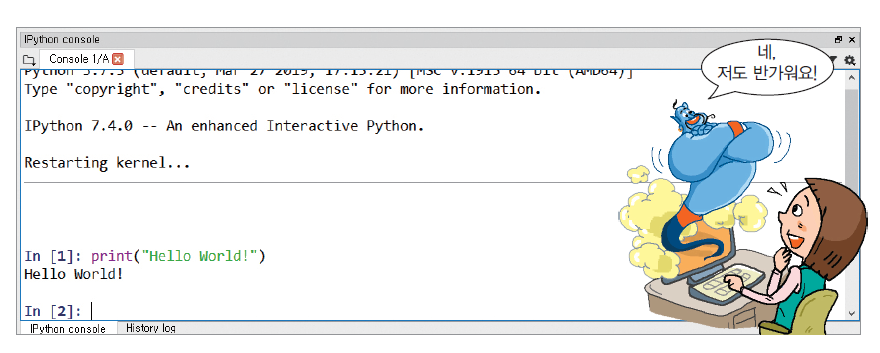 IPython console
Console 1/A
네,
저도 반가워요!
Python 3.7.3 (default, Mar 27 2019, 17:13:21) [MSC v.1915 64 bit (AMD64)]
Type "copyright", "credits" or "license" for more information.
IPython 7.4.0 -- An enhanced Interactive Python.
Restarting kernel...
In [1]: print("Hello World!")
Hello World!
In [2]:
IPython console History log